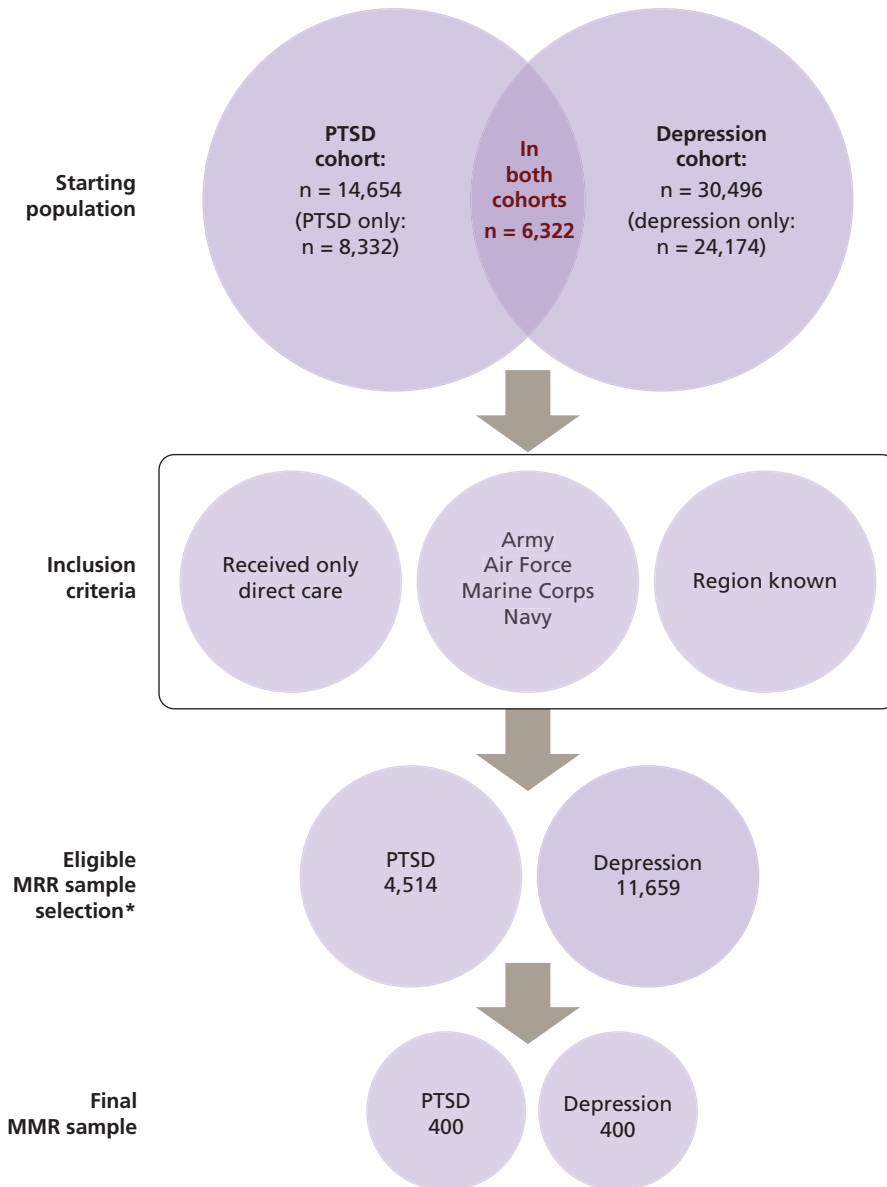 Starting
population
PTSD
cohort:
n = 14,654
(PTSD only:
n = 8,332)
In
both
cohorts
n = 6,322
Depression
cohort:
n = 30,496
(depression only:
n = 24,174)
Inclusion
criteria
Received only
direct care
Army
Air Force
Marine Corps
Navy
Region known
Eligible
MRR sample
selection*
PTSD
4,514
Depression
11,659
Final
MMR sample
PTSD
400
Depression
400